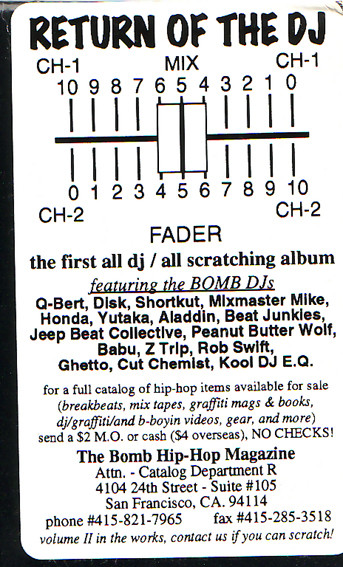 RETURN OF THE DJ
CH-1 MIX CH-1
10 9 8 7 6 5 4 3 2 1 0
0 1 2 3 4 5 6 7 8 9 10
CH-2 CH-2
FADER
the first all dj / all scratching album
featuring the BOMB DJs
Q-Bert, Disk, Shortkut, Mixmaster Mike,
Honda, Yutaka, Aladdin, Beat Junkies,
Jeep Beat Collective, Peanut Butter Wolf,
Babu, Z Trip, Rob Swift,
Ghetto, Cut Chemist, Kool DJ E.Q.
for a full catalog of hip-hop items available for sale
(breakbeats, mix tapes, graffiti mags & books,
dj/graffiti/and b-boyin videos, gear, and more)
send a $2 M.O. or cash ($4 overseas), NO CHECKS!
The Bomb Hip-Hop Magazine
Attn. - Catalog Department R
4104 24th Street - Suite #105
San Francisco, CA. 94114
phone #415-821-7965 fax #415-285-3518
volume II in the works, contact us if you can scratch!